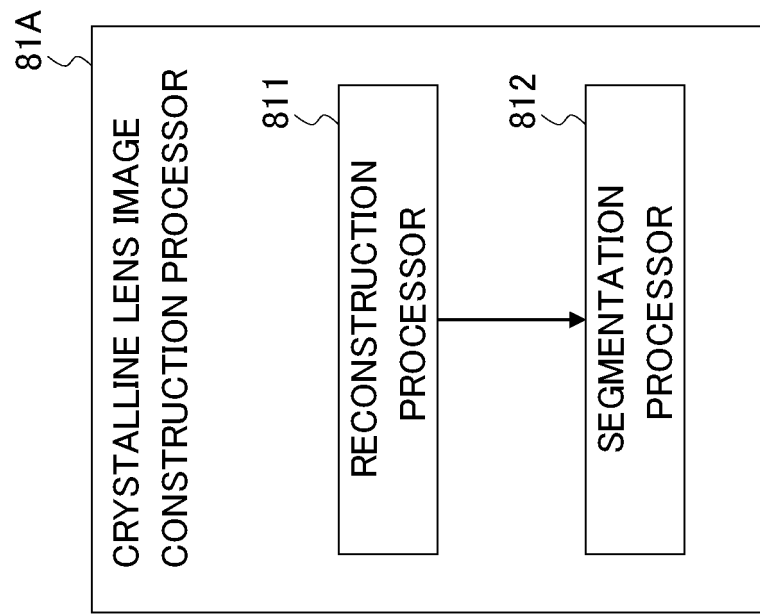 81A
CRYSTALLINE LENS IMAGE
CONSTRUCTION PROCESSOR
811
RECONSTRUCTION
PROCESSOR
812
SEGMENTATION
PROCESSOR